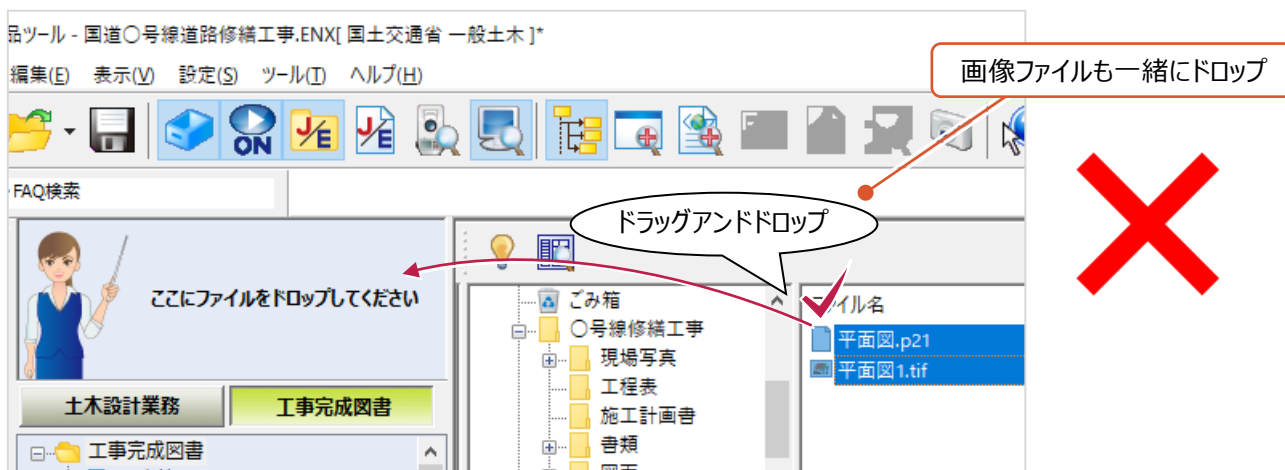 品ツール - 国道〇号線道路修繕工事.ENX[ 国土交通省 一般土木 ]*
編集(E) 表示(V) 設定(S) ツール(T) ヘルプ(H)
画像ファイルも一緒にドロップ
ON
J/E
J/E
FAQ検索
ドラッグアンドドロップ
ここにファイルをドロップしてください
ごみ箱
〇号線修繕工事
現場写真
工程表
施工計画書
書類
ファイル名
平面図.p21
平面図1.tif
土木設計業務
工事完成図書
工事完成図書